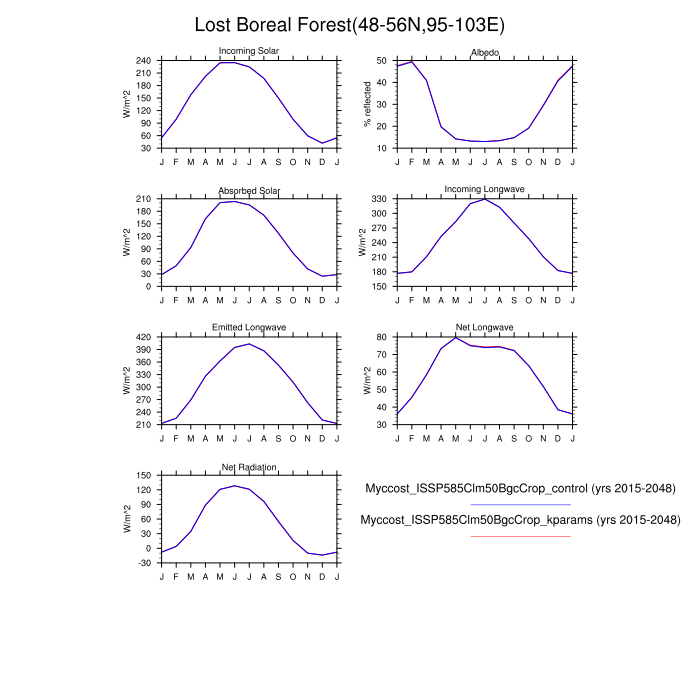 Lost Boreal Forest(48-56N,95-103E)
Incoming Solar
W/m^2
240
210
180
150
120
90
60
30
J F M A M J J A S O N D J
Albedo
% reflected
50
40
30
20
10
J F M A M J J A S O N D J
Absorbed Solar
W/m^2
210
180
150
120
90
60
30
0
J F M A M J J A S O N D J
Incoming Longwave
W/m^2
330
300
270
240
210
180
150
J F M A M J J A S O N D J
Emitted Longwave
W/m^2
420
390
360
330
300
270
240
210
J F M A M J J A S O N D J
Net Longwave
W/m^2
80
70
60
50
40
30
J F M A M J J A S O N D J
Net Radiation
W/m^2
150
120
90
60
30
0
-30
J F M A M J J A S O N D J
Myccost_ISSP585Clm50BgcCrop_control (yrs 2015-2048)
Myccost_ISSP585Clm50BgcCrop_kparams (yrs 2015-2048)